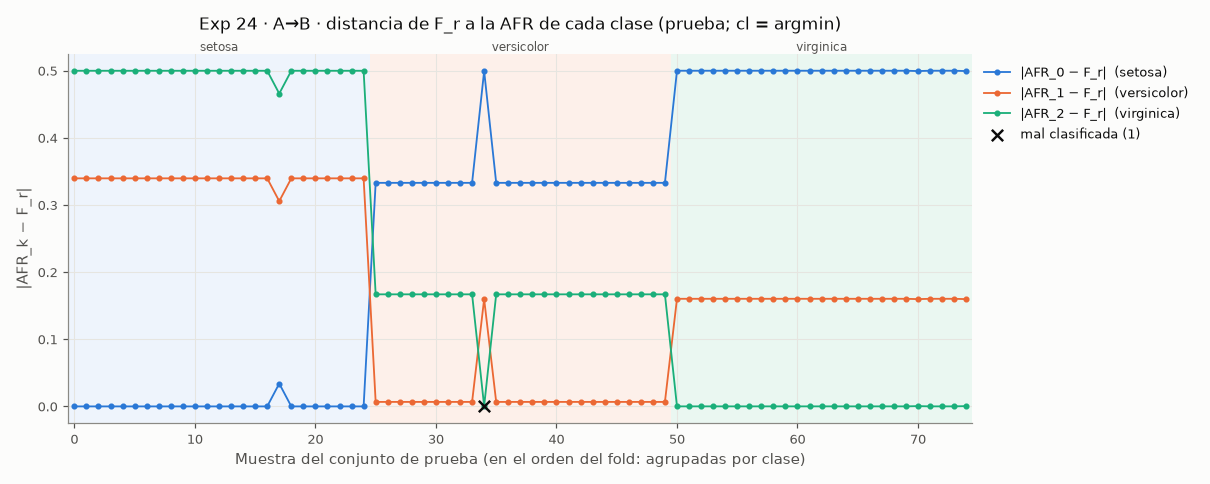 Exp 24 · A→B · distancia de F_r a la AFR de cada clase (prueba; cl = argmin)
setosa
versicolor
virginica
|AFR_0 − F_r| (setosa)
|AFR_1 − F_r| (versicolor)
|AFR_2 − F_r| (virginica)
mal clasificada (1)
|AFR_k − F_r|
0.5
0.4
0.3
0.2
0.1
0.0
0 10 20 30 40 50 60 70
Muestra del conjunto de prueba (en el orden del fold: agrupadas por clase)